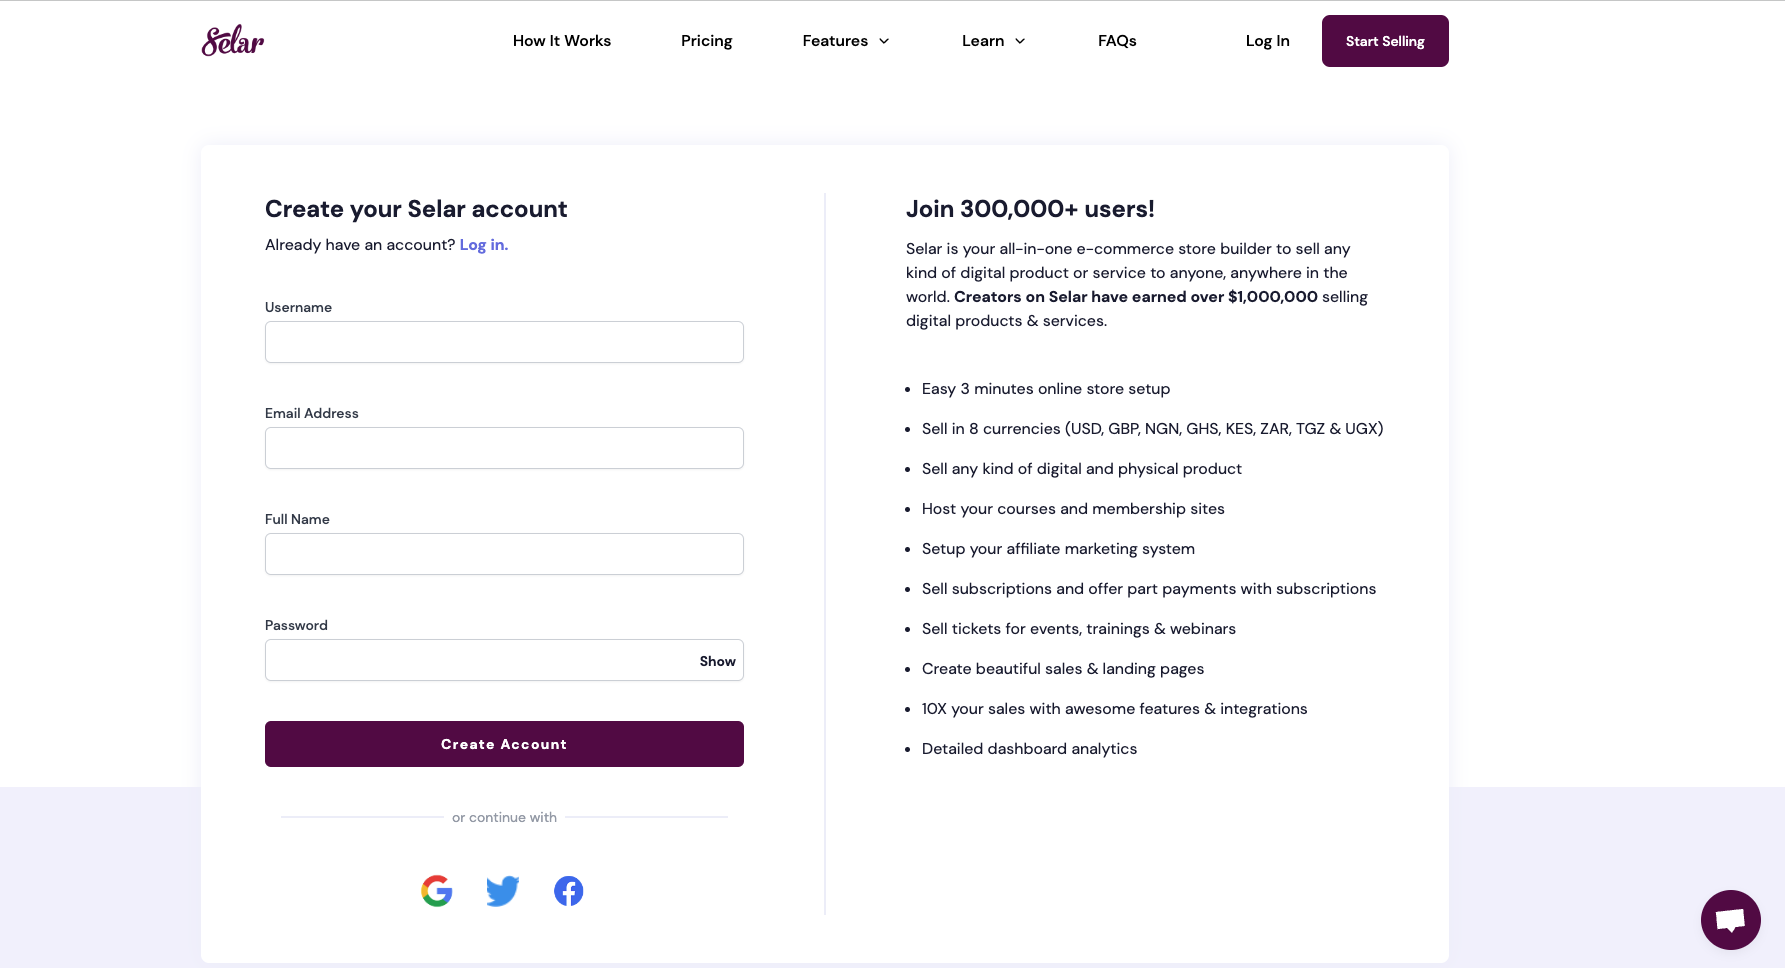 Selar
How It Works
Pricing
Features
Learn
FAQs
Log In
Start Selling
Create your Selar account
Already have an account? Log in.
Username
Email Address
Full Name
Password
Show
Create Account
or continue with
Join 300,000+ users!
Selar is your all-in-one e-commerce store builder to sell any
kind of digital product or service to anyone, anywhere in the
world. Creators on Selar have earned over $1,000,000 selling
digital products & services.
Easy 3 minutes online store setup
Sell in 8 currencies (USD, GBP, NGN, GHS, KES, ZAR, TGZ & UGX)
Sell any kind of digital and physical product
Host your courses and membership sites
Setup your affiliate marketing system
Sell subscriptions and offer part payments with subscriptions
Sell tickets for events, trainings & webinars
Create beautiful sales & landing pages
10X your sales with awesome features & integrations
Detailed dashboard analytics